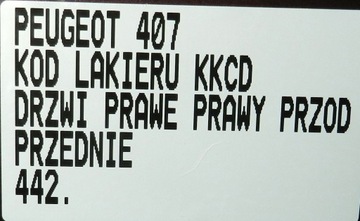 PEUGEOT 407
KOD LAKIERU KKCD
DRZWI PRAWE PRAWY PRZOD
PRZEDNIE
442.